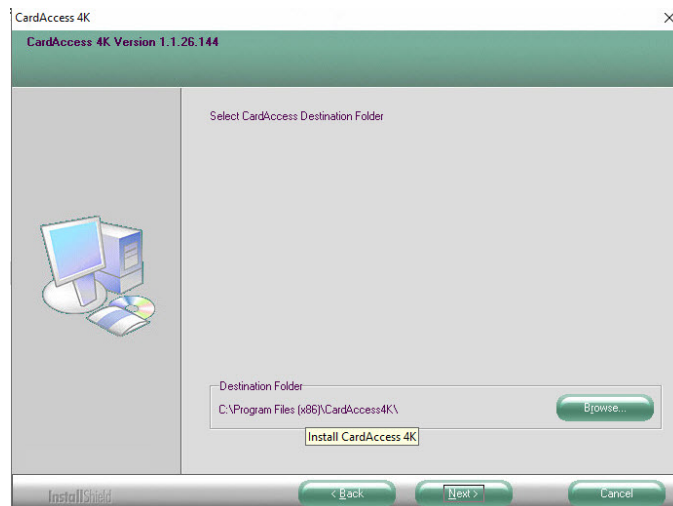 CardAccess 4K
CardAccess 4K Version 1.1.26.144
Select CardAccess Destination Folder
Destination Folder
C:\Program Files (x86)\CardAccess4K\
Browse...
Install CardAccess 4K
InstallShield
< Back
Next >
Cancel